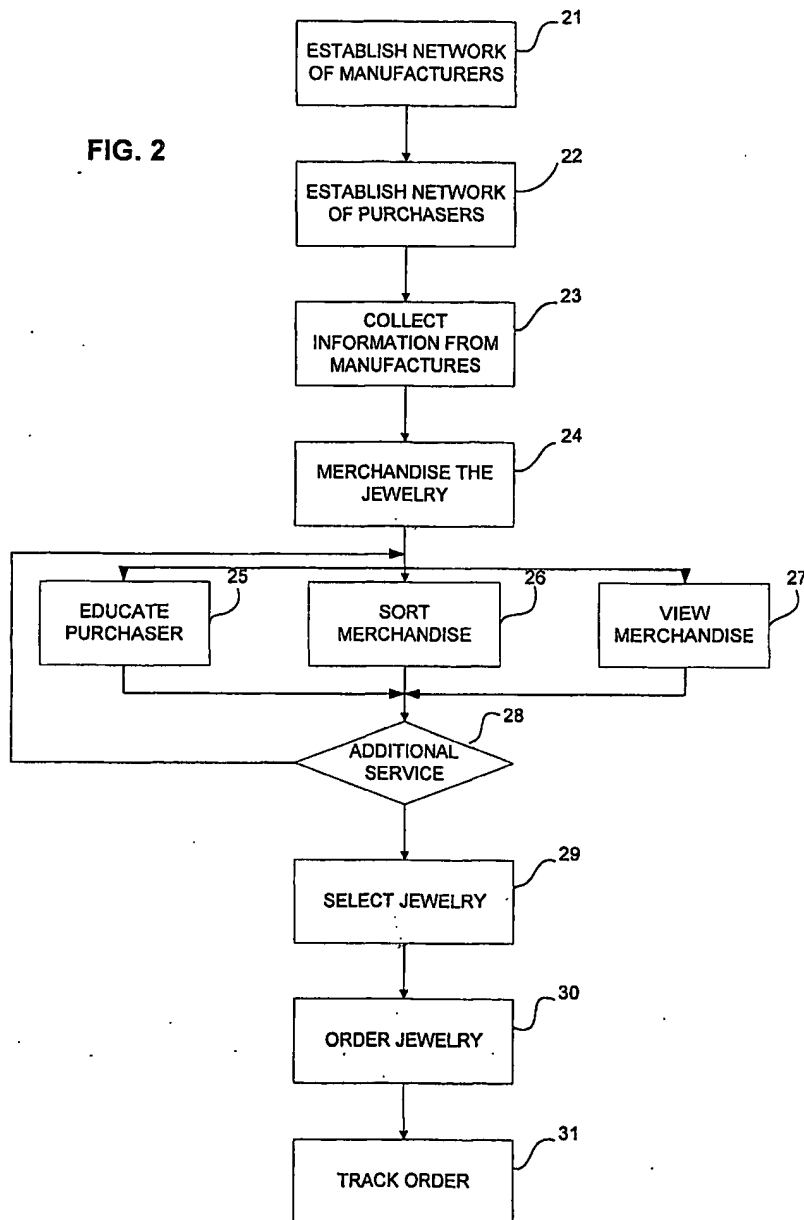 21
ESTABLISH NETWORK
OF MANUFACTURERS
FIG. 2
22
ESTABLISH NETWORK
OF PURCHASERS
23
COLLECT
INFORMATION FROM
MANUFACTURES
24
MERCHANDISE THE
JEWELRY
25
EDUCATE
PURCHASER
26
SORT
MERCHANDISE
27
VIEW
MERCHANDISE
28
ADDITIONAL
SERVICE
29
SELECT JEWELRY
30
ORDER JEWELRY
31
TRACK ORDER